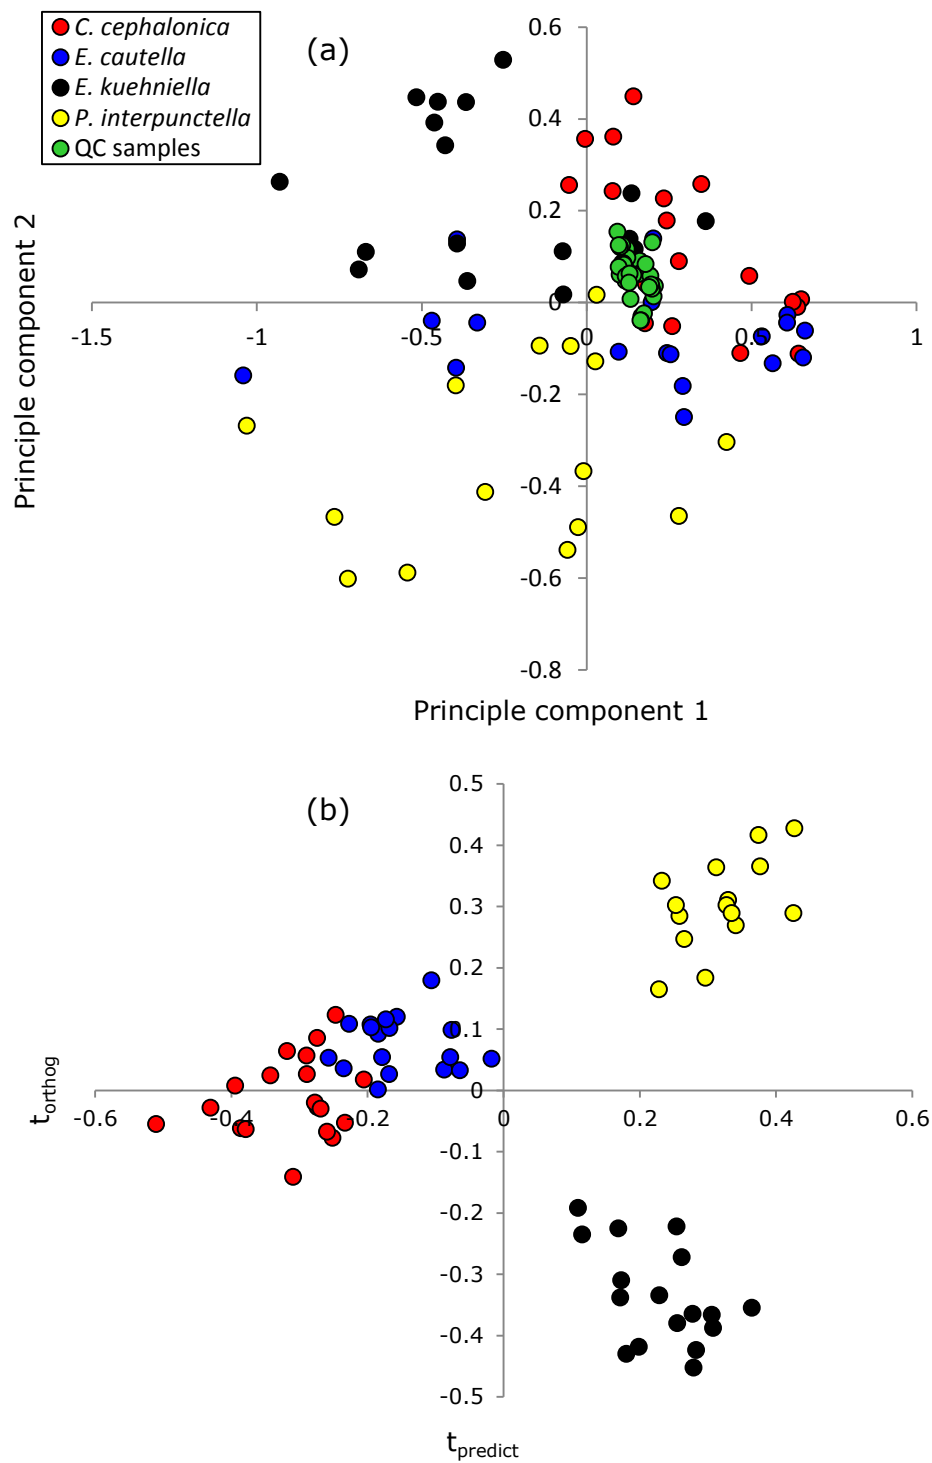 C. cephalonica
E. cautella
E. kuehniella
P. interpunctella
QC samples
(a)
0.6
0.4
0.2
0
-0.2
-0.4
-0.6
-0.8
-1.5
-1
-0.5
0
0.5
1
Principle component 2
Principle component 1
(b)
0.5
0.4
0.3
0.2
0.1
0
-0.1
-0.2
-0.3
-0.4
-0.5
-0.6
-0.4
-0.2
0
0.2
0.4
0.6
torthog
tpredict